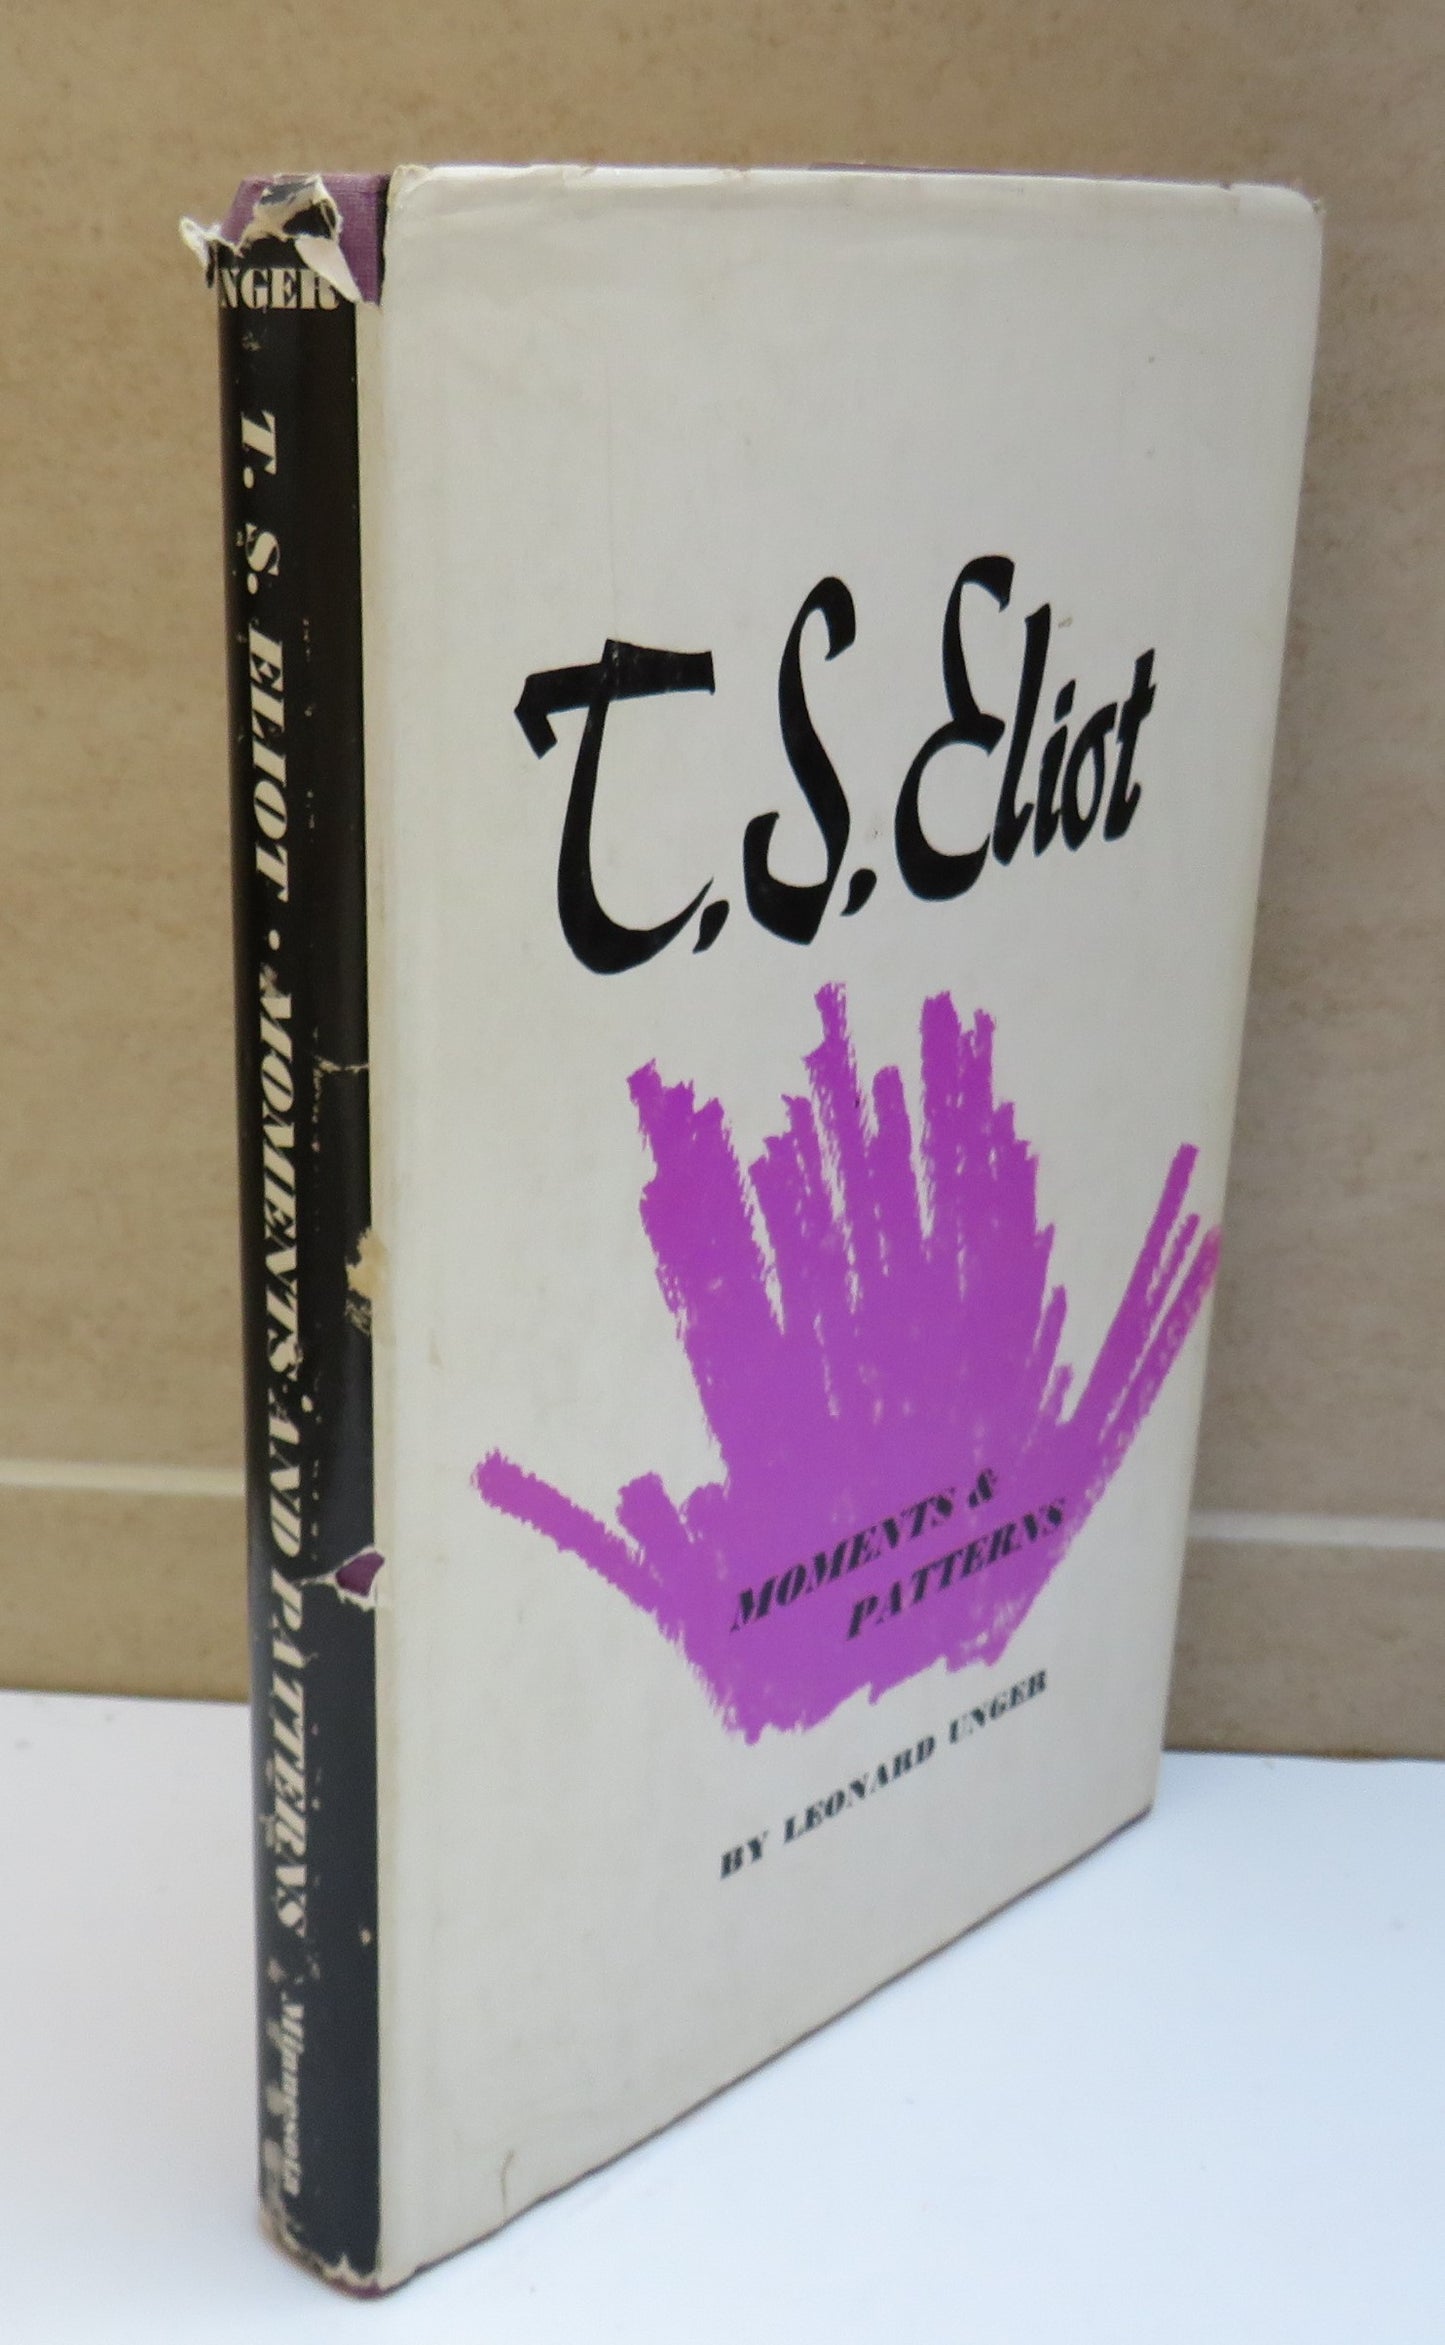 T. S. Eliot
MOMENTS &
PATTERNS
BY LEONARD UNGER
NGER
T. S. ELIOT · MOMENTS AND PATTERNS
Minnesota